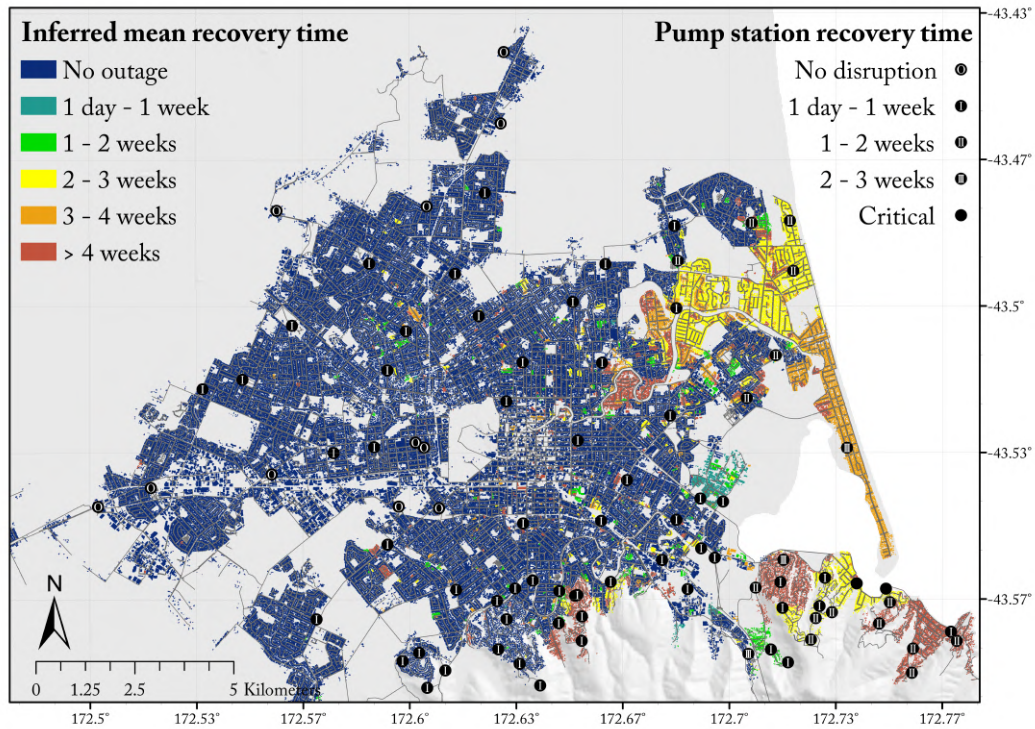 Inferred mean recovery time
No outage
1 day - 1 week
1 - 2 weeks
2 - 3 weeks
3 - 4 weeks
> 4 weeks
Pump station recovery time
No disruption
1 day - 1 week
1 - 2 weeks
2 - 3 weeks
Critical
-43.43°
-43.47°
-43.5°
-43.53°
-43.57°
N
0 1.25 2.5 5 Kilometers
172.5° 172.53° 172.57° 172.6° 172.63° 172.67° 172.7° 172.73° 172.77°